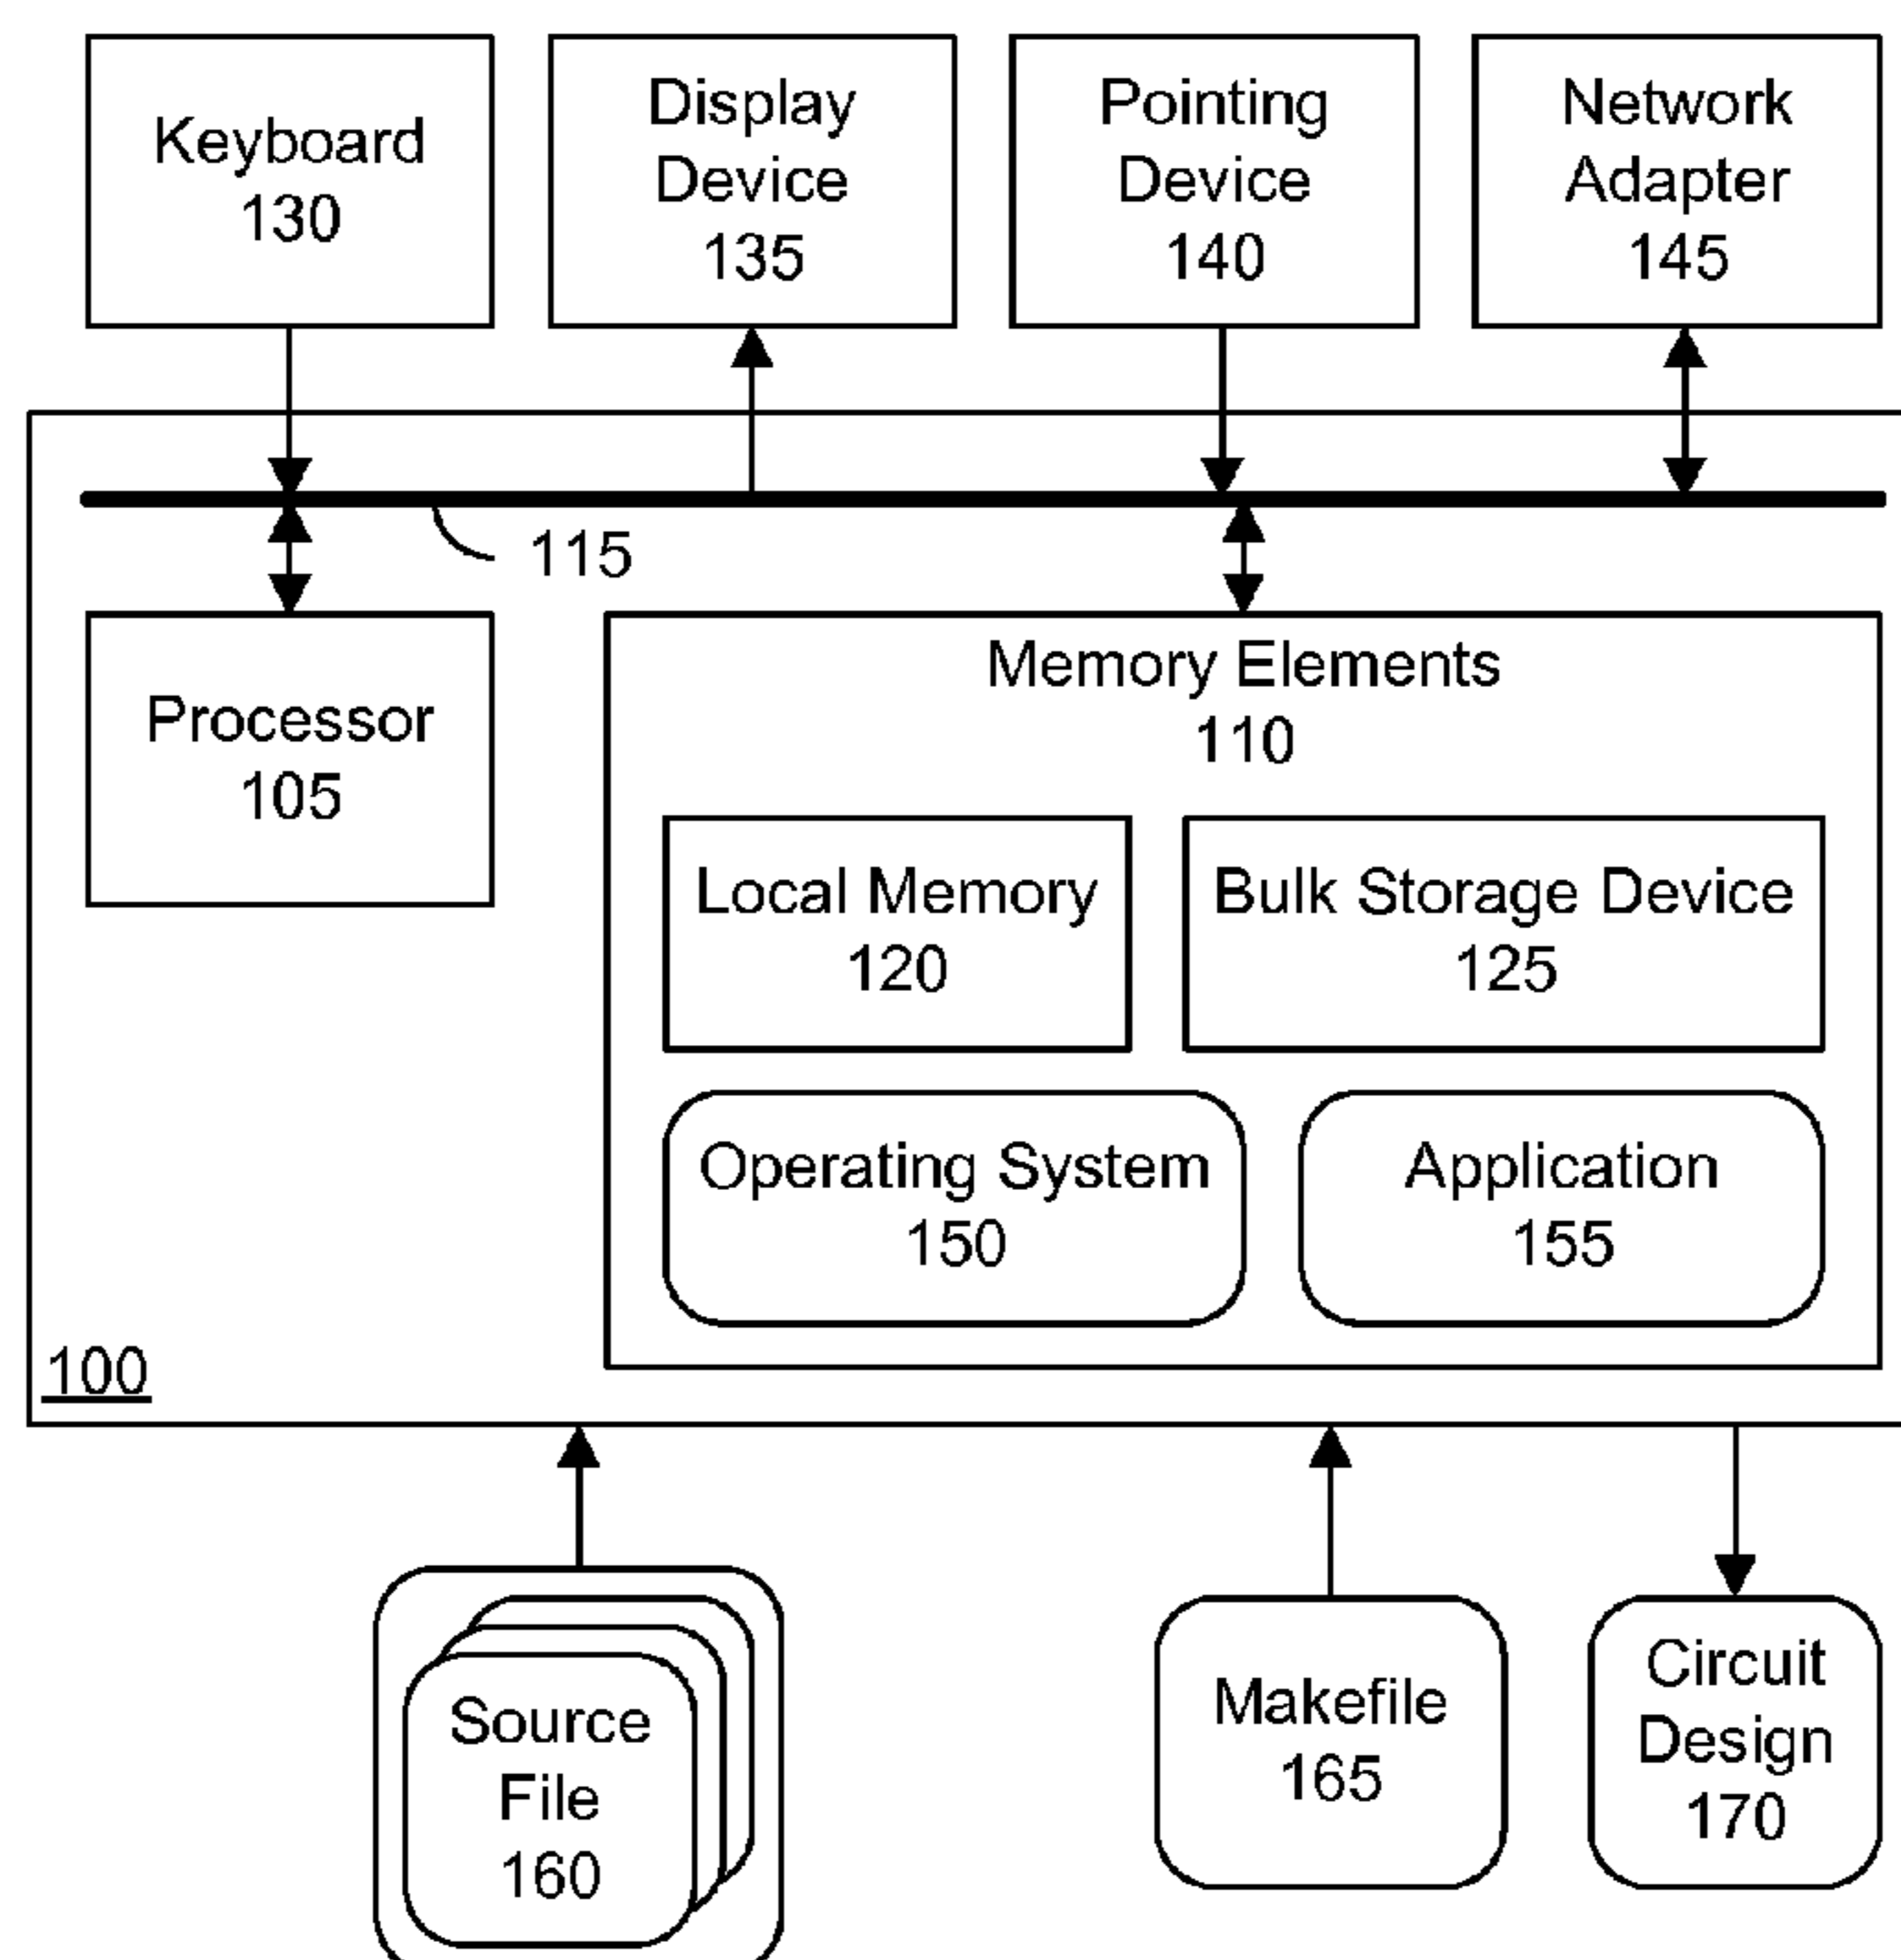 Keyboard
130
Display
Device
135
Pointing
Device
140
Network
Adapter
145
115
Processor
105
Memory Elements
110
Local Memory
120
Bulk Storage Device
125
Operating System
150
Application
155
100
Source
File
160
Makefile
165
Circuit
Design
170